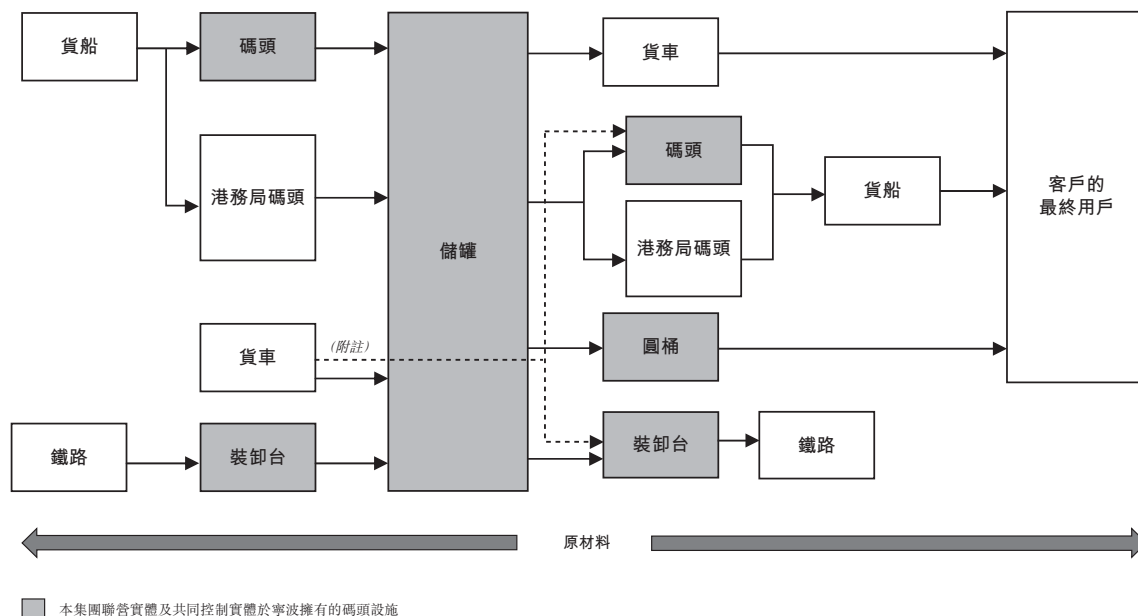 貨船
碼頭
港務局碼頭
貨車
(附註)
鐵路
裝卸台
儲罐
貨車
碼頭
港務局碼頭
貨船
圓桶
裝卸台
鐵路
客戶的
最終用戶
原材料
本集團聯營實體及共同控制實體於寧波擁有的碼頭設施